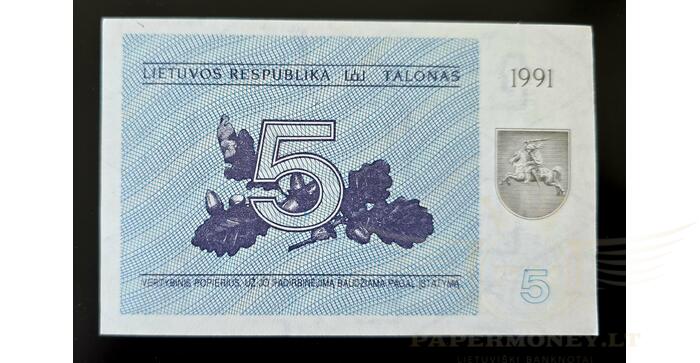 LIETUVOS RESPUBLIKA TALONAS
1991
5
VERTYBINIS POPIERIUS, UŽ JO PADIRBINĖJIMĄ BAUDŽIAMA PAGAL ĮSTATYMĄ
5
PAPERMONEY.LT
LIETUVIŠKI BANKNOTAI